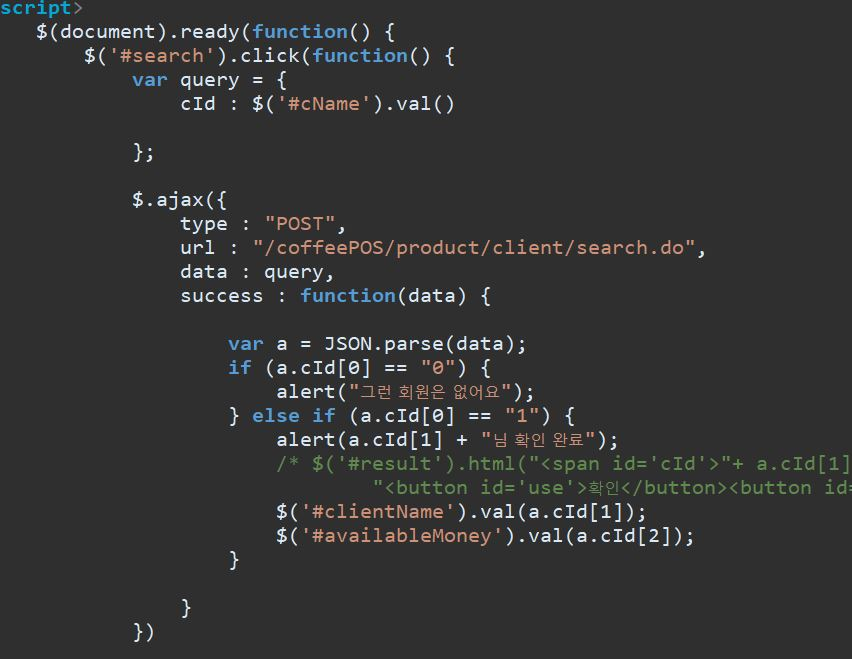 script>
$(document).ready(function() {
$('#search').click(function() {
var query = {
cId : $('#cName').val()
};
$.ajax({
type : "POST",
url : "/coffeePOS/product/client/search.do",
data : query,
success : function(data) {
var a = JSON.parse(data);
if (a.cId[0] == "0") {
alert("그런 회원은 없어요");
} else if (a.cId[0] == "1") {
alert(a.cId[1] + "님 확인 완료");
/* $('#result').html("<span id='cId'>"+ a.cId[1]
"<button id='use'>확인</button><button id=
$('#clientName').val(a.cId[1]);
$('#availableMoney').val(a.cId[2]);
}
}
})